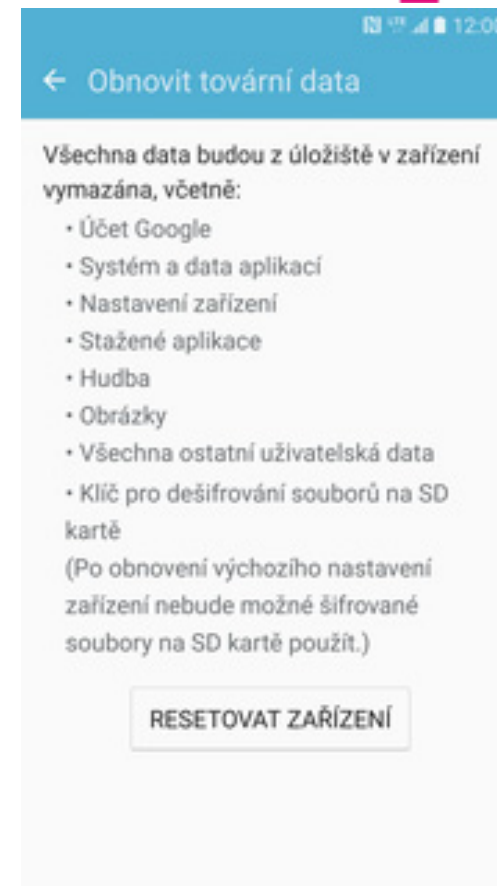 LTE 12:00
← Obnovit tovární data
Všechna data budou z úložiště v zařízení
vymazána, včetně:
• Účet Google
• Systém a data aplikací
• Nastavení zařízení
• Stažené aplikace
• Hudba
• Obrázky
• Všechna ostatní uživatelská data
• Klíč pro dešifrování souborů na SD
kartě
(Po obnovení výchozího nastavení
zařízení nebude možné šifrované
soubory na SD kartě použít.)
RESETOVAT ZAŘÍZENÍ